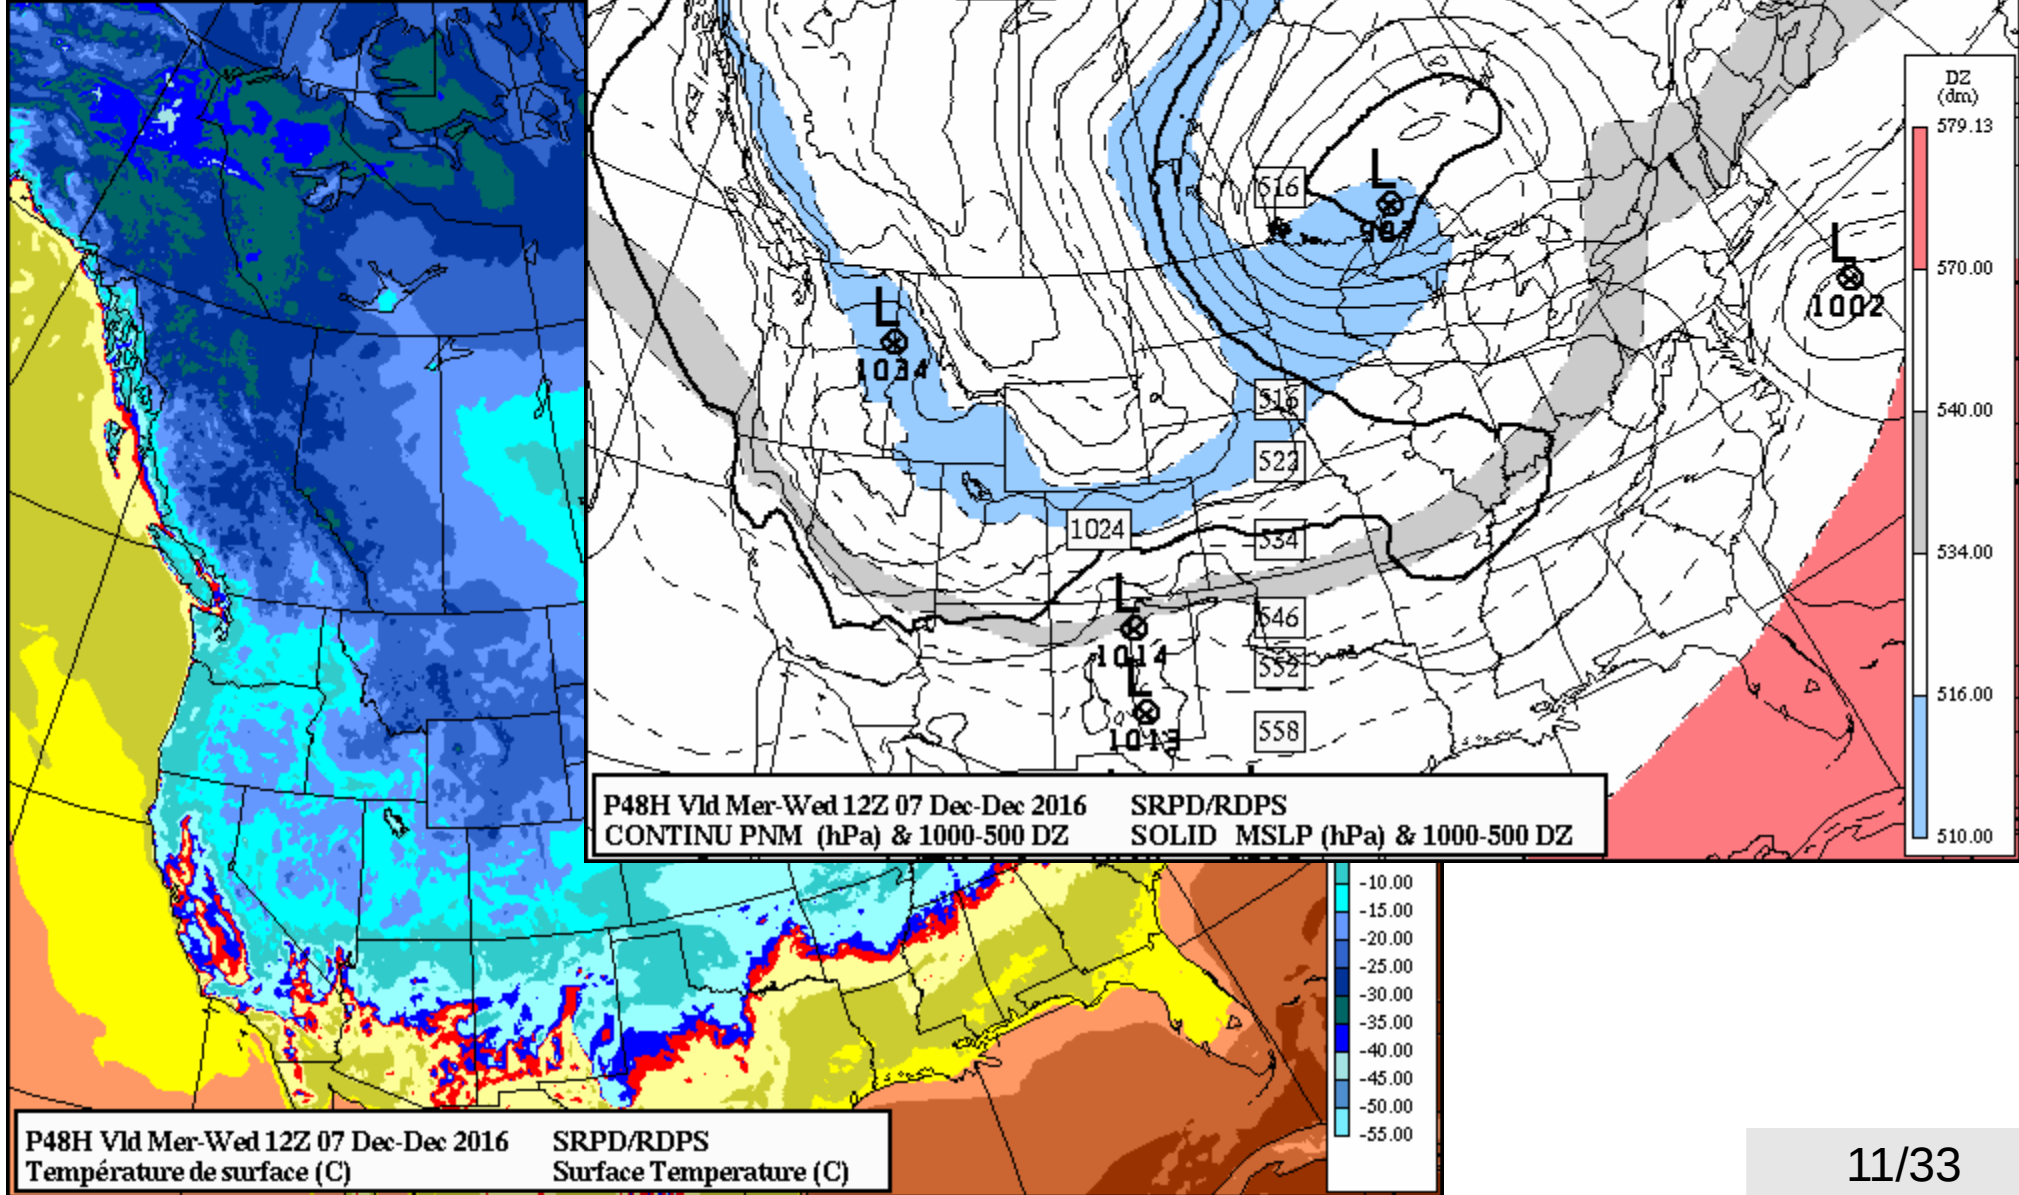 516
L
987
L
1002
L
1034
516
522
1024
534
L
546
1014
552
L
1013
558
DZ
(dm)
579.13
570.00
540.00
534.00
516.00
510.00
P48H Vld Mer-Wed 12Z 07 Dec-Dec 2016 SRPD/RDPS
CONTINU PNM (hPa) & 1000-500 DZ SOLID MSLP (hPa) & 1000-500 DZ
-10.00
-15.00
-20.00
-25.00
-30.00
-35.00
-40.00
-45.00
-50.00
-55.00
P48H Vld Mer-Wed 12Z 07 Dec-Dec 2016 SRPD/RDPS
Température de surface (C) Surface Temperature (C)
11/33